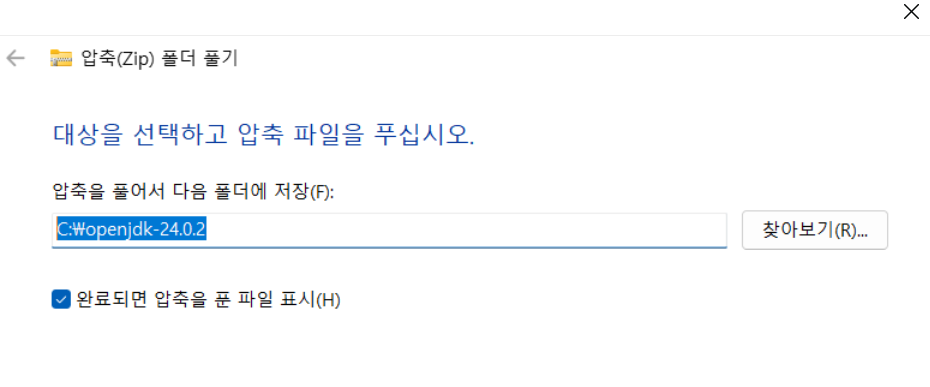 압축(Zip) 폴더 풀기
대상을 선택하고 압축 파일을 푸십시오.
압축을 풀어서 다음 폴더에 저장(F):
C:₩openjdk-24.0.2
찾아보기(R)...
완료되면 압축을 푼 파일 표시(H)